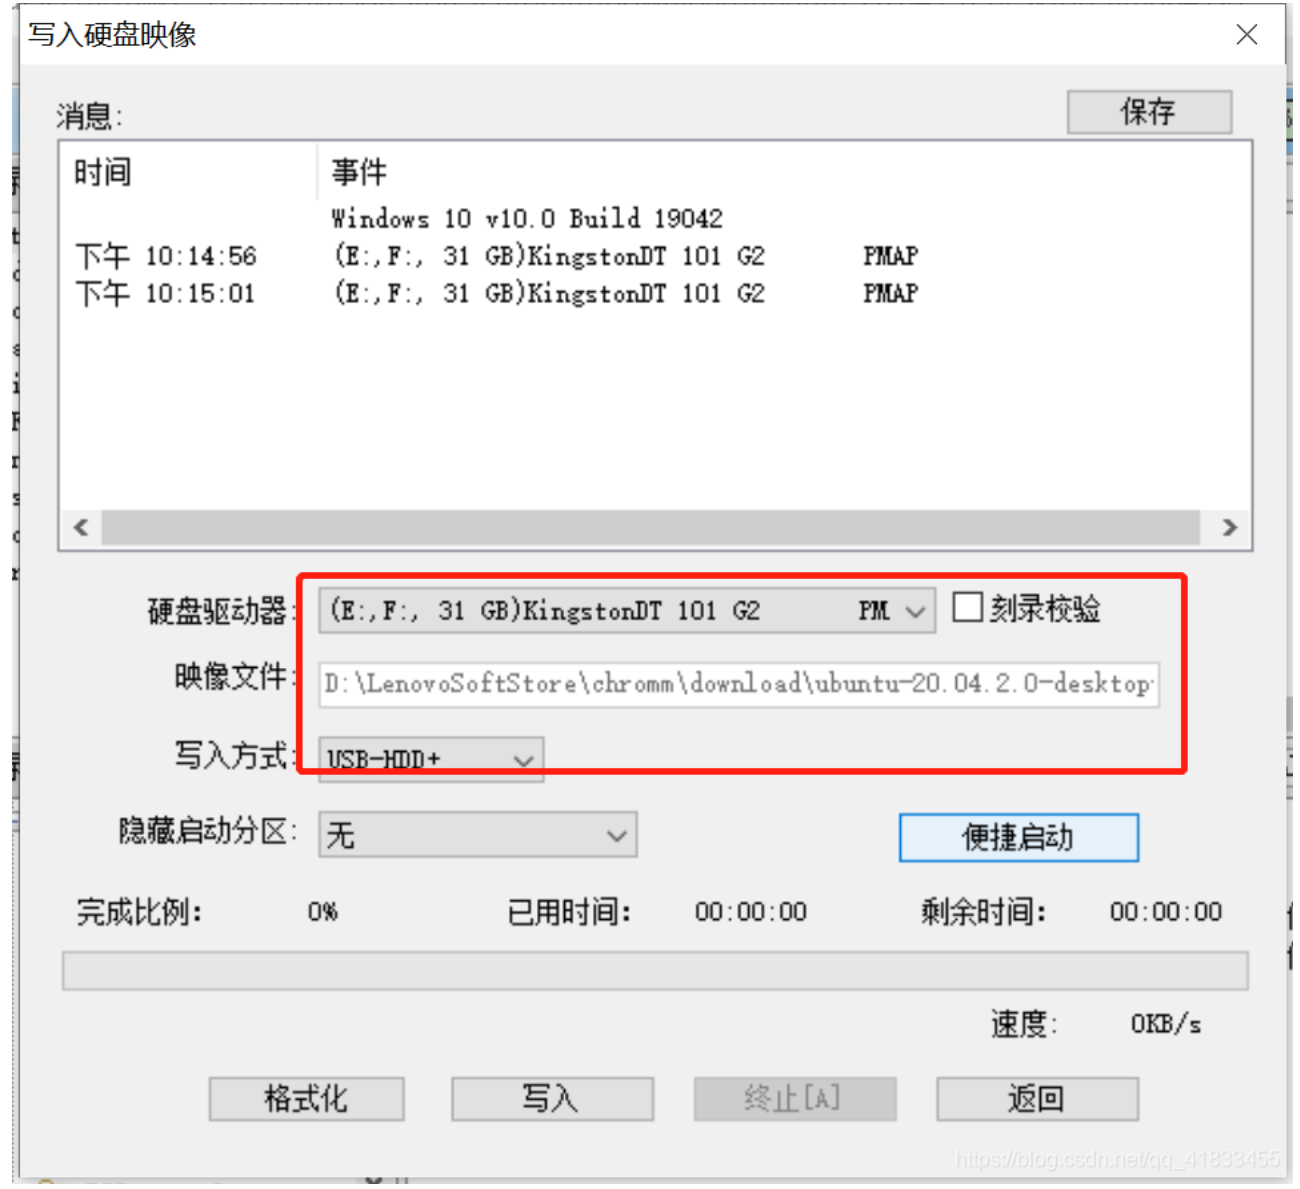 写入硬盘映像
消息:
保存
时间 事件
Windows 10 v10.0 Build 19042
下午 10:14:56 (E:,F:, 31 GB)KingstonDT 101 G2 PMAP
下午 10:15:01 (E:,F:, 31 GB)KingstonDT 101 G2 PMAP
硬盘驱动器: (E:,F:, 31 GB)KingstonDT 101 G2 PM 刻录校验
映像文件: D:\LenovoSoftStore\chromm\download\ubuntu-20.04.2.0-desktop
写入方式: USB-HDD+
隐藏启动分区: 无 便捷启动
完成比例: 0% 已用时间: 00:00:00 剩余时间: 00:00:00
速度: 0KB/s
格式化 写入 终止[A] 返回
https://blog.csdn.net/qq_41833455